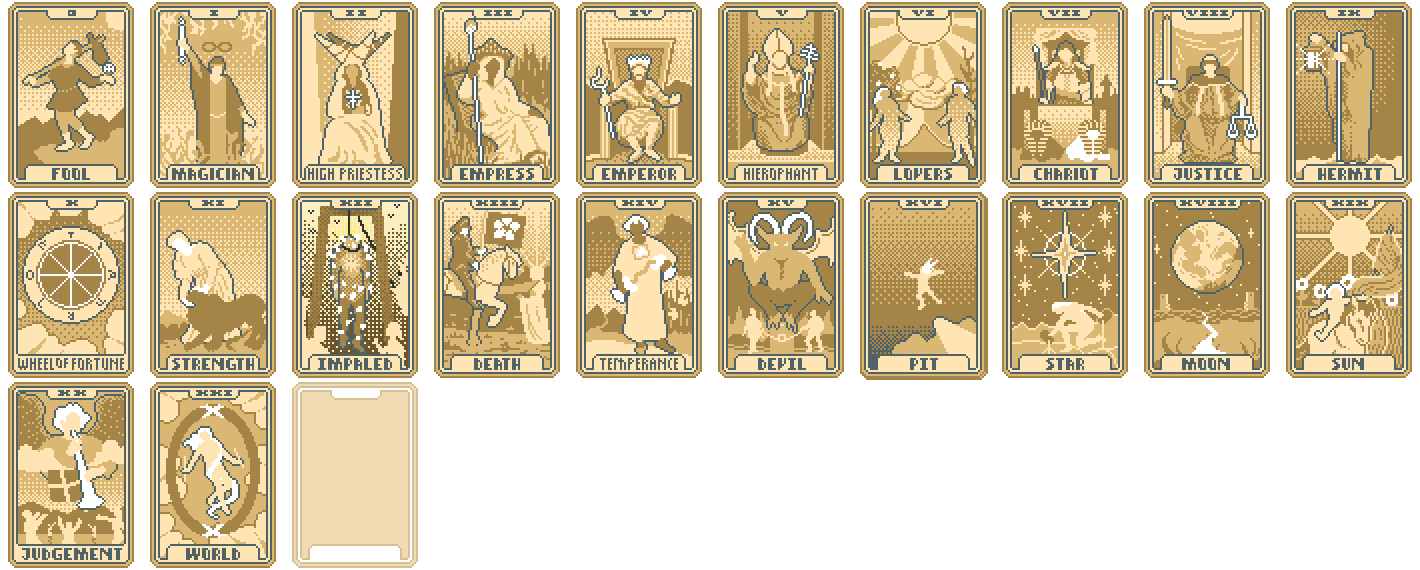 0
FOOL
I
MAGICIAN
II
HIGH PRIESTESS
III
EMPRESS
IV
EMPEROR
V
HIEROPHANT
VI
LOVERS
VII
CHARIOT
VIII
JUSTICE
IX
HERMIT
X
WHEEL OF FORTUNE
XI
STRENGTH
XII
IMPALED
XIII
DEATH
XIV
TEMPERANCE
XV
DEVIL
XVI
PIT
XVII
STAR
XVIII
MOON
XIX
SUN
XX
JUDGEMENT
XXI
WORLD